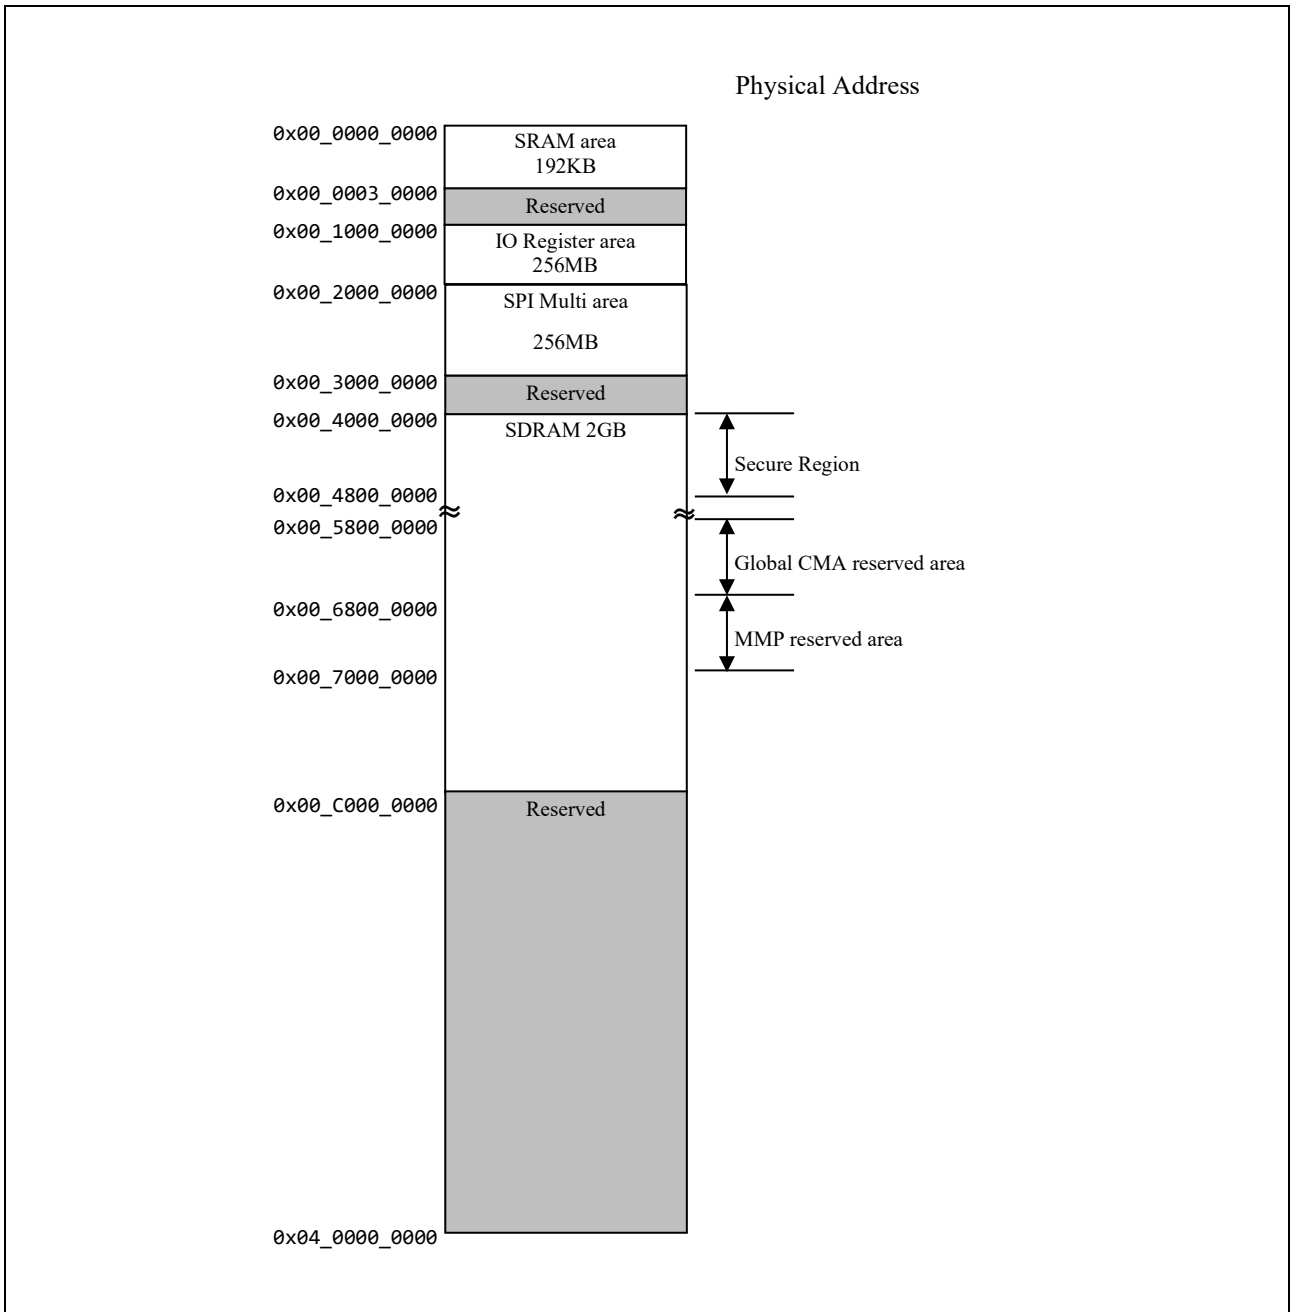 Physical Address
0x00_0000_0000
SRAM area
192KB
0x00_0003_0000
Reserved
0x00_1000_0000
IO Register area
256MB
0x00_2000_0000
SPI Multi area
256MB
0x00_3000_0000
Reserved
0x00_4000_0000
SDRAM 2GB
Secure Region
0x00_4800_0000
0x00_5800_0000
Global CMA reserved area
0x00_6800_0000
MMP reserved area
0x00_7000_0000
0x00_C000_0000
Reserved
0x04_0000_0000